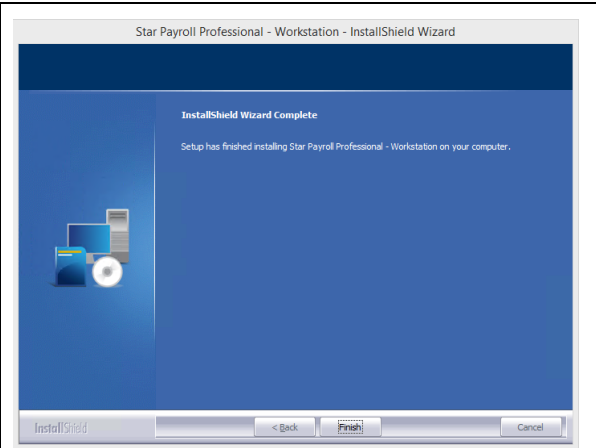 Star Payroll Professional - Workstation - InstallShield Wizard
InstallShield Wizard Complete
Setup has finished installing Star Payroll Professional - Workstation on your computer.
InstallShield
< Back
Finish
Cancel